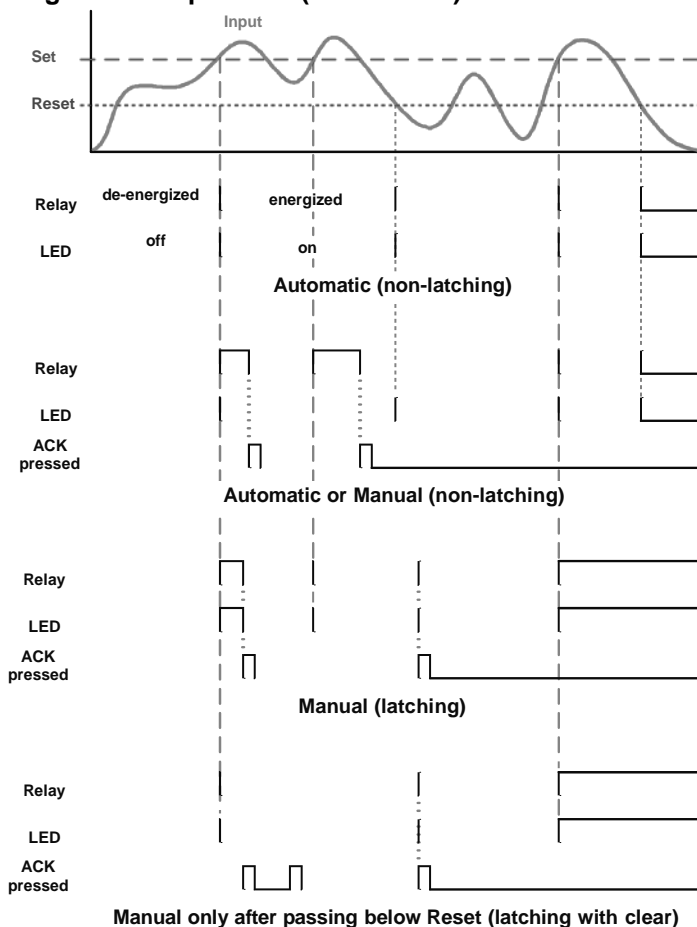 Input
Set
Reset
Relay de-energized energized
LED off on
Automatic (non-latching)
Relay
LED
ACK
pressed
Automatic or Manual (non-latching)
Relay
LED
ACK
pressed
Manual (latching)
Relay
LED
ACK
pressed
Manual only after passing below Reset (latching with clear)